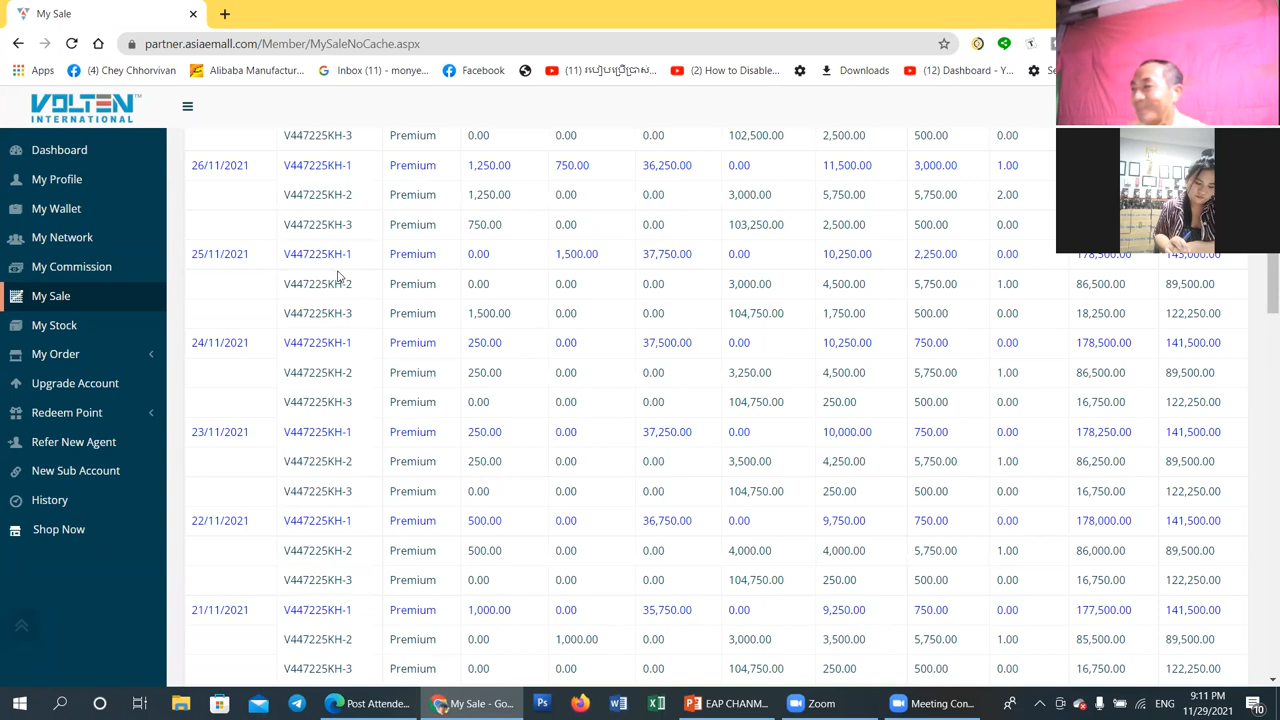 My Sale
partner.asiaemall.com/Member/MySaleNoCache.aspx
Apps (4) Chey Chhorvivan Alibaba Manufactur... Inbox (11) - monye... Facebook (11) របៀបប្រើប្រាស់... (2) How to Disable... Downloads (12) Dashboard - Y... Se
VOLTEN™
INTERNATIONAL
Dashboard
My Profile
My Wallet
My Network
My Commission
My Sale
My Stock
My Order
Upgrade Account
Redeem Point
Refer New Agent
New Sub Account
History
Shop Now
V447225KH-3 Premium 0.00 0.00 0.00 102,500.00 2,500.00 500.00 0.00
26/11/2021 V447225KH-1 Premium 1,250.00 750.00 36,250.00 0.00 11,500.00 3,000.00 1.00
V447225KH-2 Premium 1,250.00 0.00 0.00 3,000.00 5,750.00 5,750.00 2.00
V447225KH-3 Premium 750.00 0.00 0.00 103,250.00 2,500.00 500.00 0.00
25/11/2021 V447225KH-1 Premium 0.00 1,500.00 37,750.00 0.00 10,250.00 2,250.00 0.00 178,500.00 143,000.00
V447225KH-2 Premium 0.00 0.00 0.00 3,000.00 4,500.00 5,750.00 1.00 86,500.00 89,500.00
V447225KH-3 Premium 1,500.00 0.00 0.00 104,750.00 1,750.00 500.00 0.00 18,250.00 122,250.00
24/11/2021 V447225KH-1 Premium 250.00 0.00 37,500.00 0.00 10,250.00 750.00 0.00 178,500.00 141,500.00
V447225KH-2 Premium 250.00 0.00 0.00 3,250.00 4,500.00 5,750.00 1.00 86,500.00 89,500.00
V447225KH-3 Premium 0.00 0.00 0.00 104,750.00 250.00 500.00 0.00 16,750.00 122,250.00
23/11/2021 V447225KH-1 Premium 250.00 0.00 37,250.00 0.00 10,000.00 750.00 0.00 178,250.00 141,500.00
V447225KH-2 Premium 250.00 0.00 0.00 3,500.00 4,250.00 5,750.00 1.00 86,250.00 89,500.00
V447225KH-3 Premium 0.00 0.00 0.00 104,750.00 250.00 500.00 0.00 16,750.00 122,250.00
22/11/2021 V447225KH-1 Premium 500.00 0.00 36,750.00 0.00 9,750.00 750.00 0.00 178,000.00 141,500.00
V447225KH-2 Premium 500.00 0.00 0.00 4,000.00 4,000.00 5,750.00 1.00 86,000.00 89,500.00
V447225KH-3 Premium 0.00 0.00 0.00 104,750.00 250.00 500.00 0.00 16,750.00 122,250.00
21/11/2021 V447225KH-1 Premium 1,000.00 0.00 35,750.00 0.00 9,250.00 750.00 0.00 177,500.00 141,500.00
V447225KH-2 Premium 0.00 1,000.00 0.00 3,000.00 3,500.00 5,750.00 1.00 85,500.00 89,500.00
V447225KH-3 Premium 0.00 0.00 0.00 104,750.00 250.00 500.00 0.00 16,750.00 122,250.00
Post Attende... My Sale - Go... EAP CHANM... Zoom Meeting Con... ENG 9:11 PM
11/29/2021 10